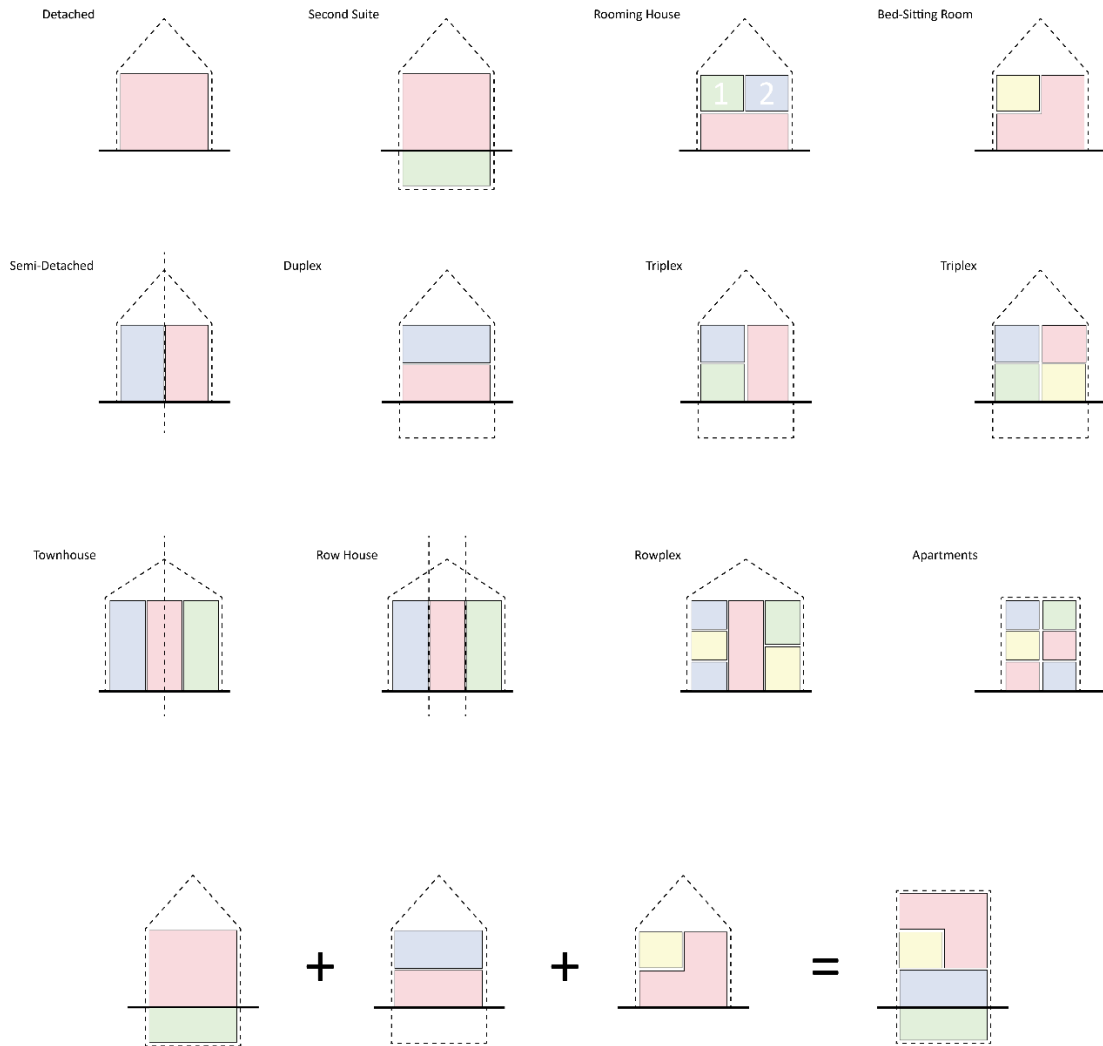 Detached
Second Suite
Rooming House
Bed-Sitting Room
1 2
Semi-Detached
Duplex
Triplex
Triplex
Townhouse
Row House
Rowplex
Apartments
+ + =